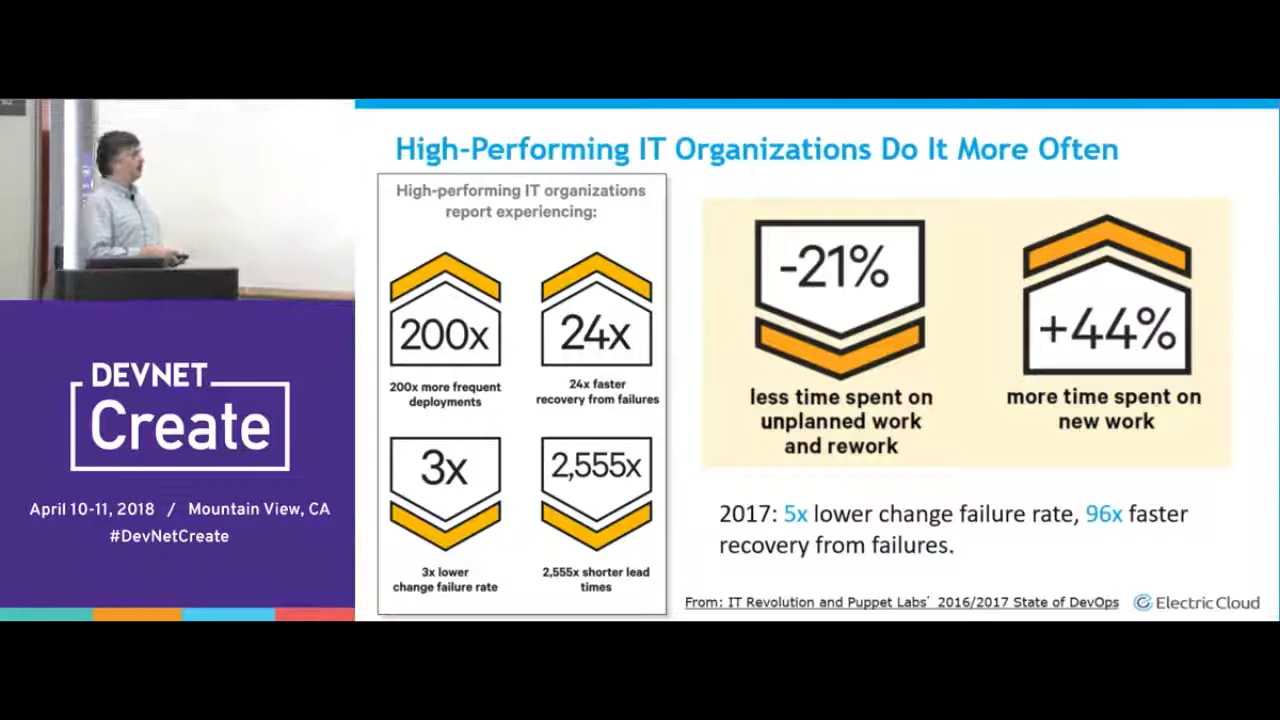 High-Performing IT Organizations Do It More Often
High-performing IT organizations
report experiencing:
200x
200x more frequent
deployments
24x
24x faster
recovery from failures
3x
3x lower
change failure rate
2,555x
2,555x shorter lead
times
-21%
less time spent on
unplanned work
and rework
+44%
more time spent on
new work
2017: 5x lower change failure rate, 96x faster
recovery from failures.
From: IT Revolution and Puppet Labs' 2016/2017 State of DevOps
Electric Cloud
DEVNET
Create
April 10-11, 2018 / Mountain View, CA
#DevNetCreate